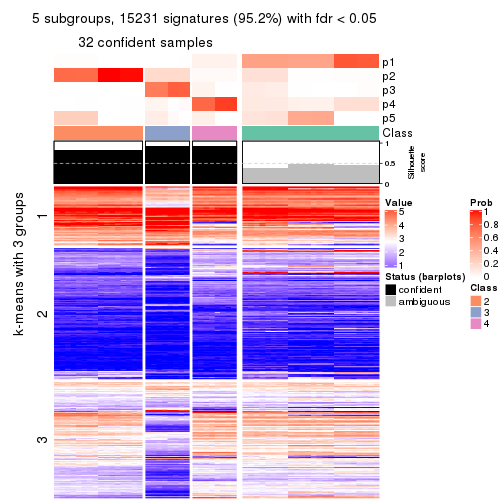 5 subgroups, 15231 signatures (95.2%) with fdr < 0.05
32 confident samples
p1
p2
p3
p4
p5
Class
1
0.5
0
Silhouette
score
k-means with 3 groups
1
2
3
Value
5
4
3
2
1
Status (barplots)
confident
ambiguous
Prob
1
0.8
0.6
0.4
0.2
0
Class
2
3
4